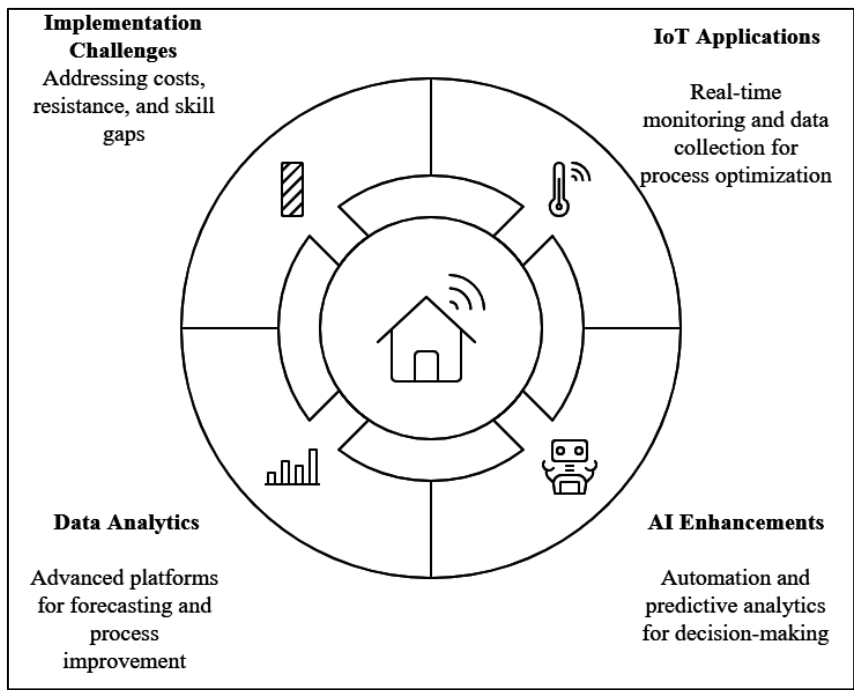 Implementation
Challenges
Addressing costs,
resistance, and skill
gaps
IoT Applications
Real-time
monitoring and data
collection for
process optimization
Data Analytics
Advanced platforms
for forecasting and
process
improvement
AI Enhancements
Automation and
predictive analytics
for decision-making